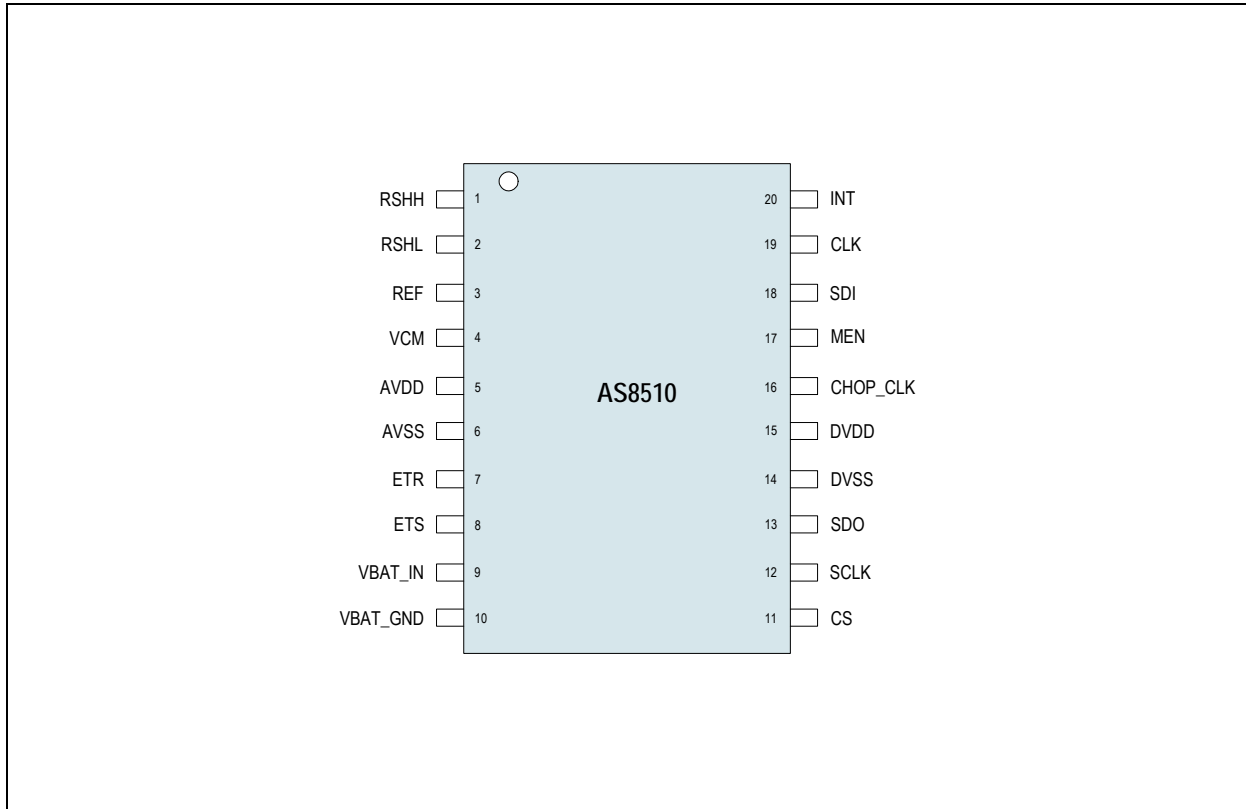 RSHH 1 20 INT
RSHL 2 19 CLK
REF 3 18 SDI
VCM 4 17 MEN
AVDD 5 AS8510 16 CHOP_CLK
AVSS 6 15 DVDD
ETR 7 14 DVSS
ETS 8 13 SDO
VBAT_IN 9 12 SCLK
VBAT_GND 10 11 CS